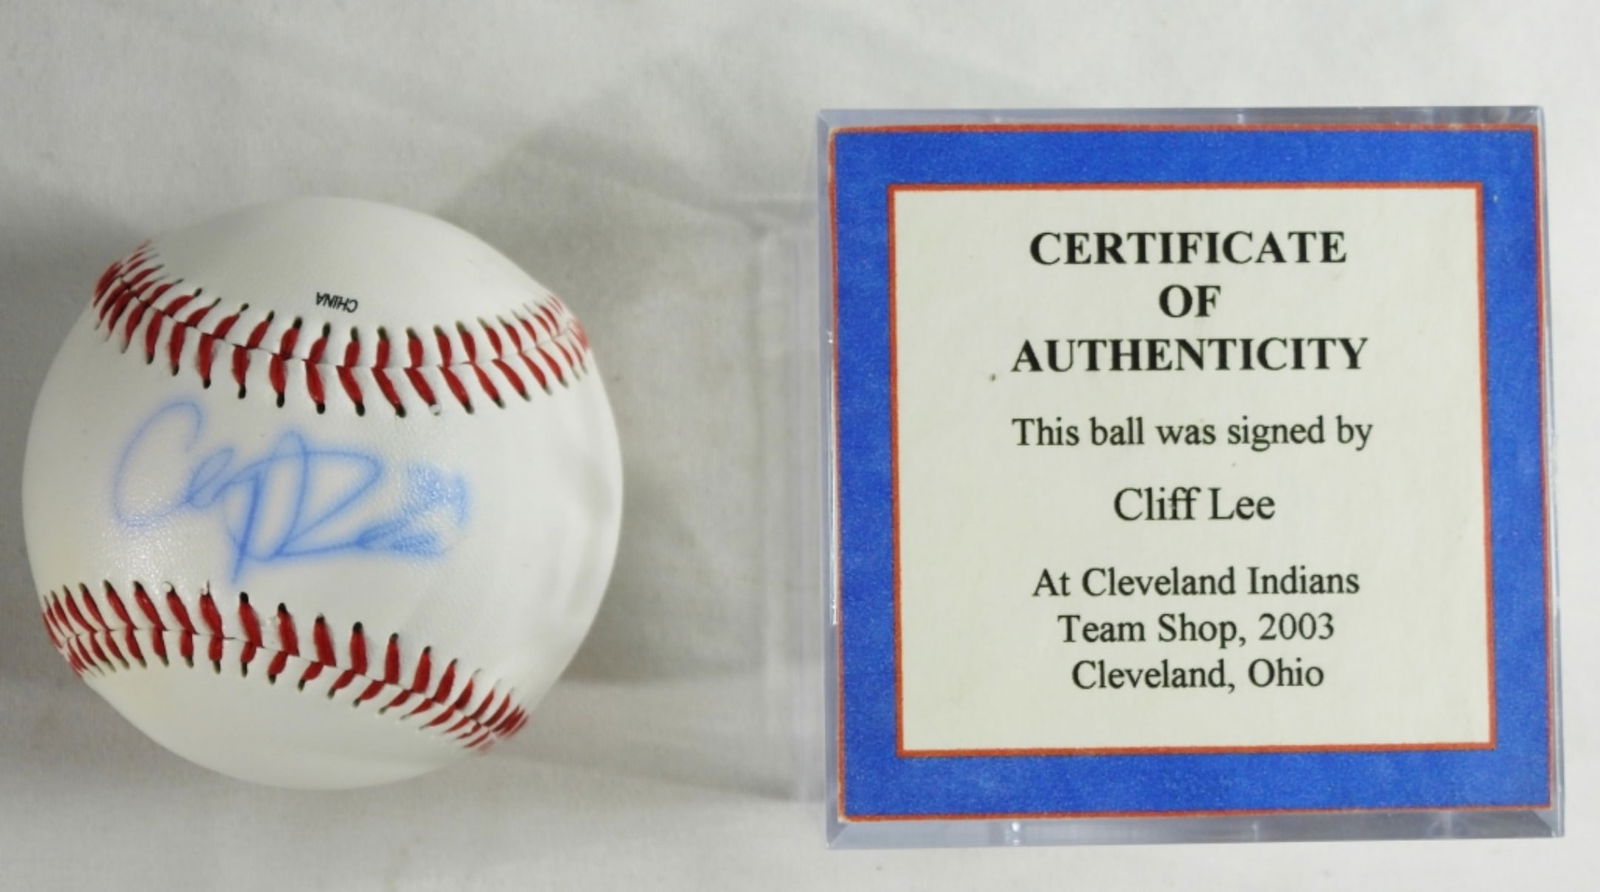 CHINA
CERTIFICATE
OF
AUTHENTICITY
This ball was signed by
Cliff Lee
At Cleveland Indians
Team Shop, 2003
Cleveland, Ohio